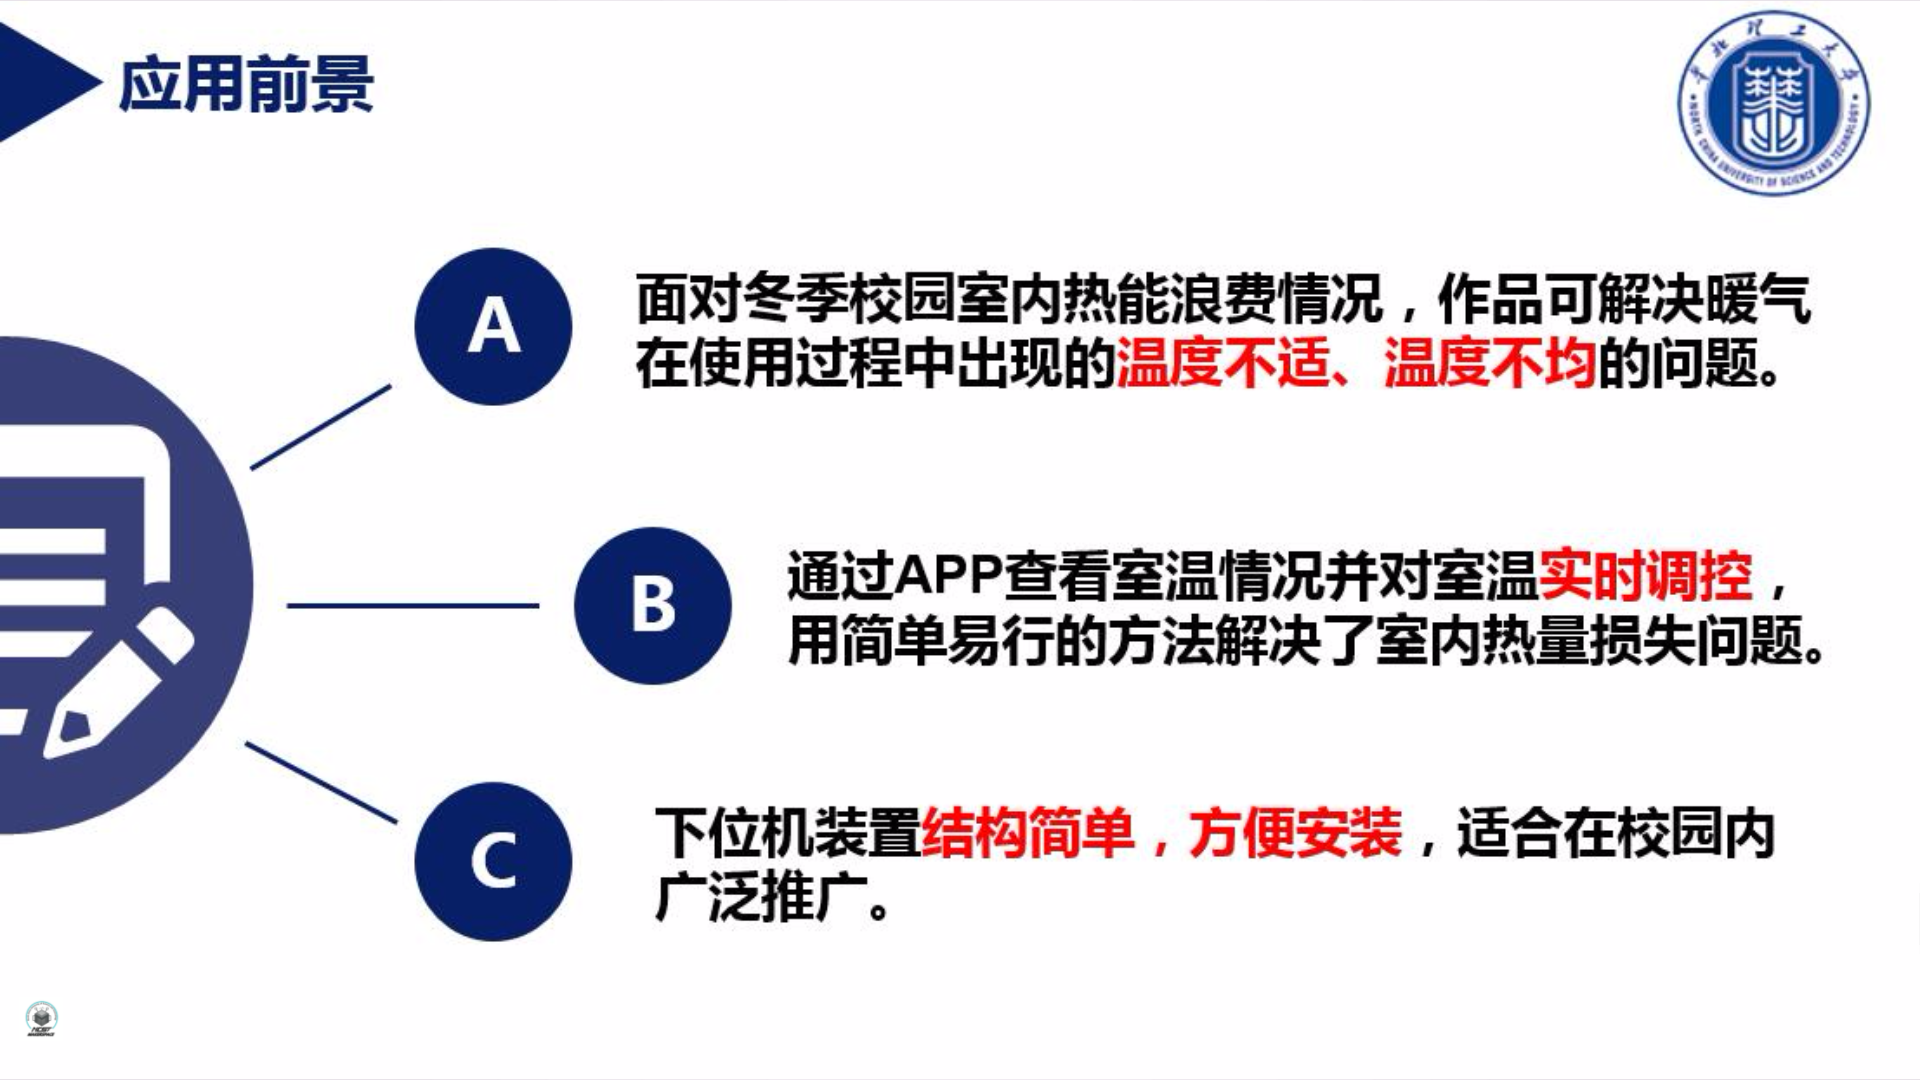 应用前景
华北理工大学
NORTH CHINA UNIVERSITY OF SCIENCE AND TECHNOLOGY
A
面对冬季校园室内热能浪费情况，作品可解决暖气
在使用过程中出现的温度不适、温度不均的问题。
B
通过APP查看室温情况并对室温实时调控，
用简单易行的方法解决了室内热量损失问题。
C
下位机装置结构简单，方便安装，适合在校园内
广泛推广。